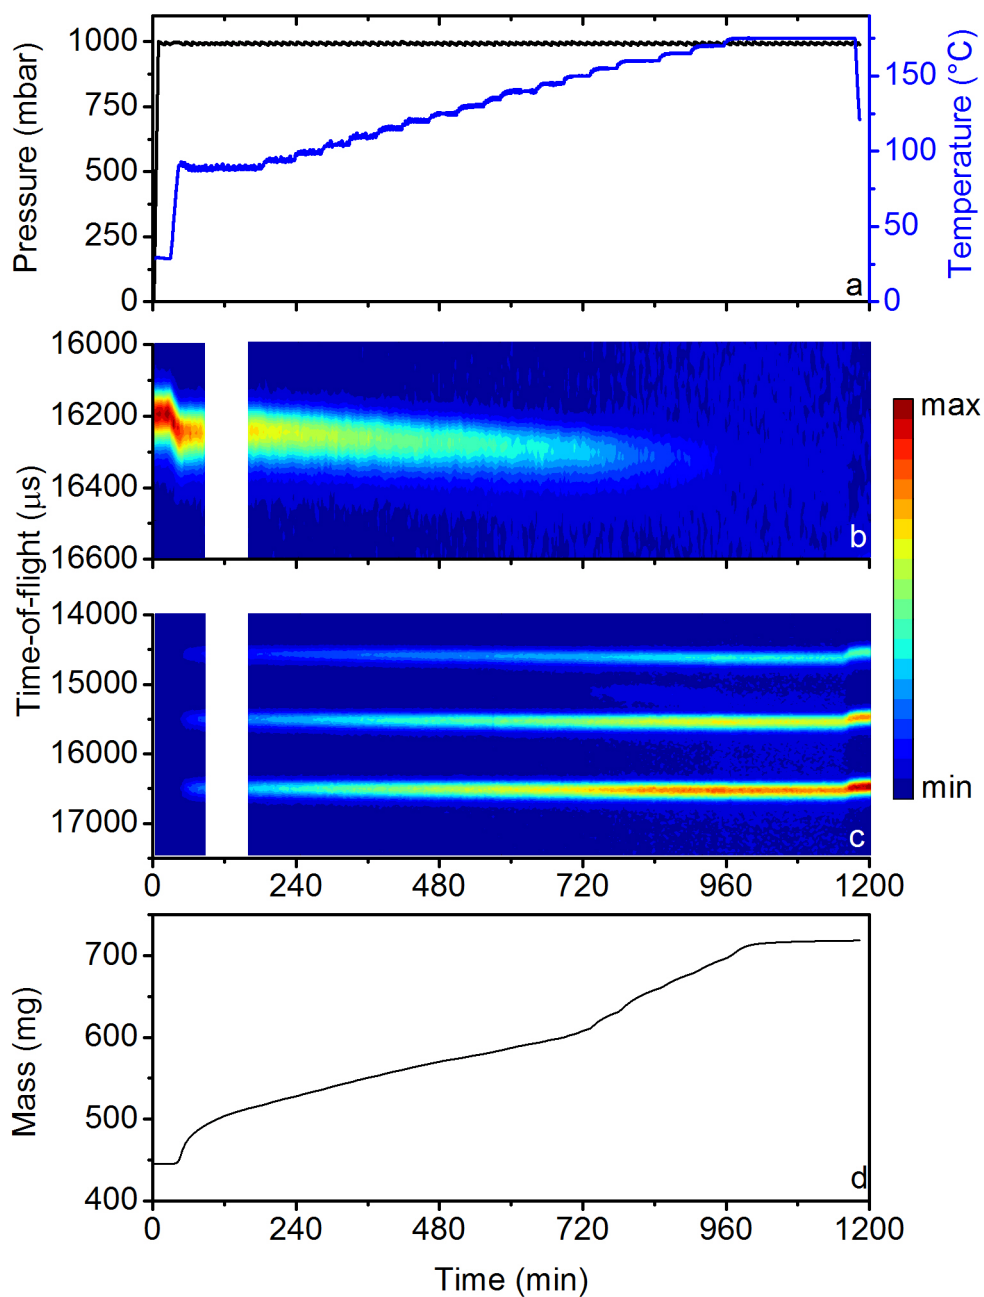 1000
750
500
250
0
Pressure (mbar)
150
100
50
0
Temperature (°C)
a
16000
16200
16400
16600
b
Time-of-flight (μs)
14000
15000
16000
17000
c
max
min
0 240 480 720 960 1200
700
600
500
400
Mass (mg)
d
0 240 480 720 960 1200
Time (min)